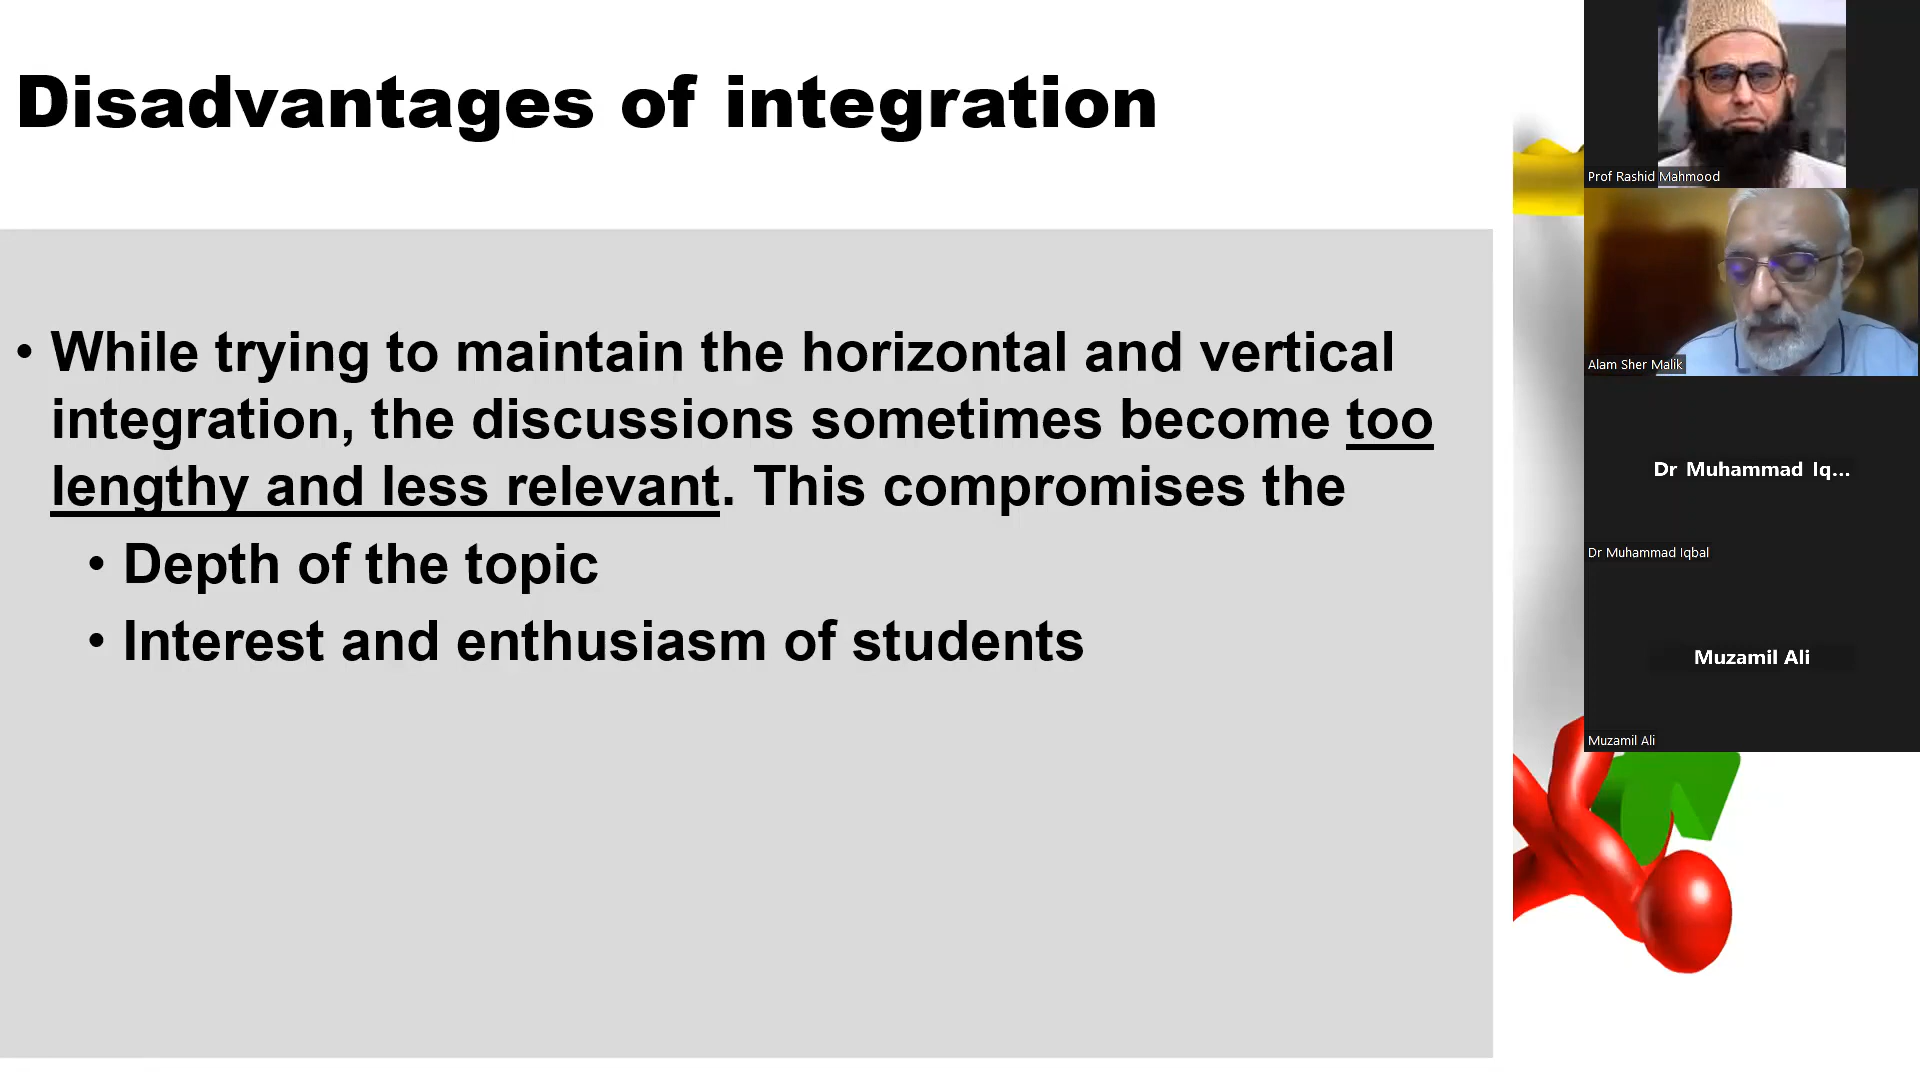 Disadvantages of integration
• While trying to maintain the horizontal and vertical
integration, the discussions sometimes become too
lengthy and less relevant. This compromises the
• Depth of the topic
• Interest and enthusiasm of students
Prof Rashid Mahmood
Alam Sher Malik
Dr Muhammad Iq...
Dr Muhammad Iqbal
Muzamil Ali
Muzamil Ali